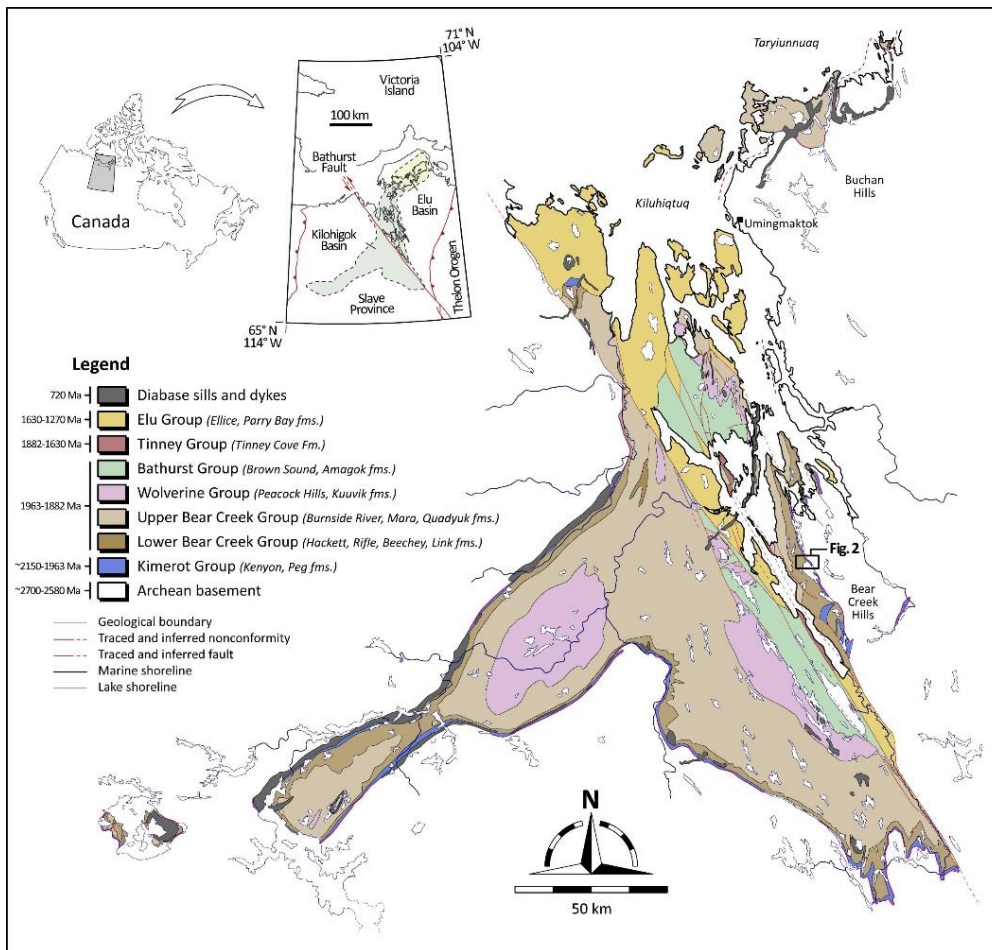 71° N
104° W
Victoria
Island
100 km
Bathurst
Fault
Elu
Basin
Kilohigok
Basin
Thelon Orogen
Slave
Province
65° N
114° W
Canada
Taryiunnuaq
Buchan
Hills
Kiluhiqtuq
Umingmaktok
Fig. 2
Bear
Creek
Hills
Legend
720 Ma Diabase sills and dykes
1630-1270 Ma Elu Group (Ellice, Parry Bay fms.)
1882-1630 Ma Tinney Group (Tinney Cove Fm.)
Bathurst Group (Brown Sound, Amagok fms.)
Wolverine Group (Peacock Hills, Kuuvik fms.)
1963-1882 Ma
Upper Bear Creek Group (Burnside River, Mara, Quadyuk fms.)
Lower Bear Creek Group (Hackett, Rifle, Beechey, Link fms.)
~2150-1963 Ma Kimerot Group (Kenyon, Peg fms.)
~2700-2580 Ma Archean basement
Geological boundary
Traced and inferred nonconformity
Traced and inferred fault
Marine shoreline
Lake shoreline
N
50 km